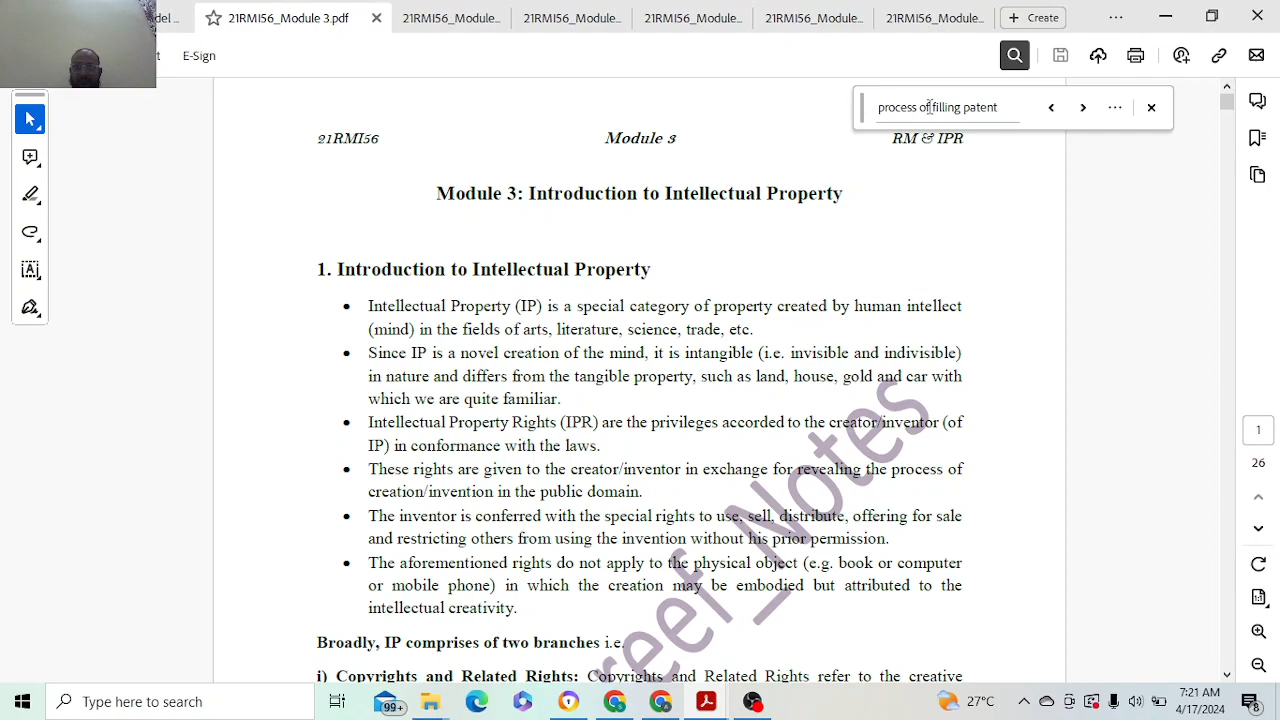 del ...
21RMI56_Module 3.pdf
21RMI56_Module...
21RMI56_Module...
21RMI56_Module...
21RMI56_Module...
21RMI56_Module...
+ Create
E-Sign
process of filling patent
21RMI56 Module 3 RM & IPR
Module 3: Introduction to Intellectual Property
1. Introduction to Intellectual Property
• Intellectual Property (IP) is a special category of property created by human intellect
(mind) in the fields of arts, literature, science, trade, etc.
• Since IP is a novel creation of the mind, it is intangible (i.e. invisible and indivisible)
in nature and differs from the tangible property, such as land, house, gold and car with
which we are quite familiar.
• Intellectual Property Rights (IPR) are the privileges accorded to the creator/inventor (of
IP) in conformance with the laws.
• These rights are given to the creator/inventor in exchange for revealing the process of
creation/invention in the public domain.
• The inventor is conferred with the special rights to use, sell, distribute, offering for sale
and restricting others from using the invention without his prior permission.
• The aforementioned rights do not apply to the physical object (e.g. book or computer
or mobile phone) in which the creation may be embodied but attributed to the
intellectual creativity.
Broadly, IP comprises of two branches i.e.
i) Copyrights and Related Rights: Copyrights and Related Rights refer to the creative
reef_Notes
1
26
Type here to search
99+
27°C
7:21 AM
4/17/2024
8